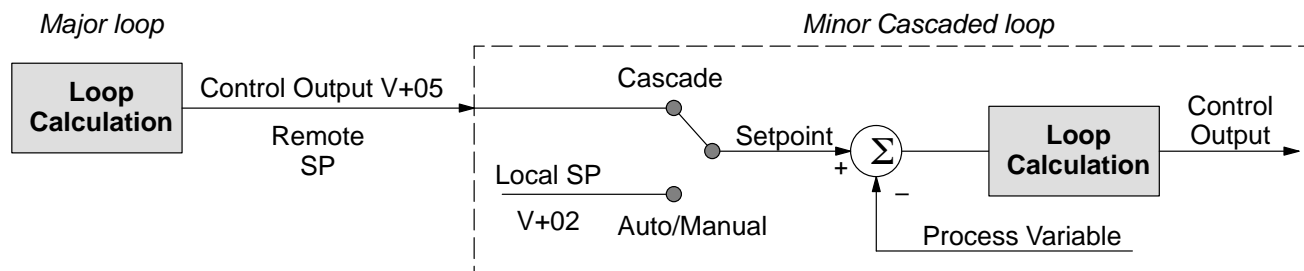 Major loop
Minor Cascaded loop
Loop
Calculation
Control Output V+05
Remote
SP
Cascade
Local SP
V+02
Auto/Manual
Setpoint
+
Σ
–
Process Variable
Loop
Calculation
Control
Output